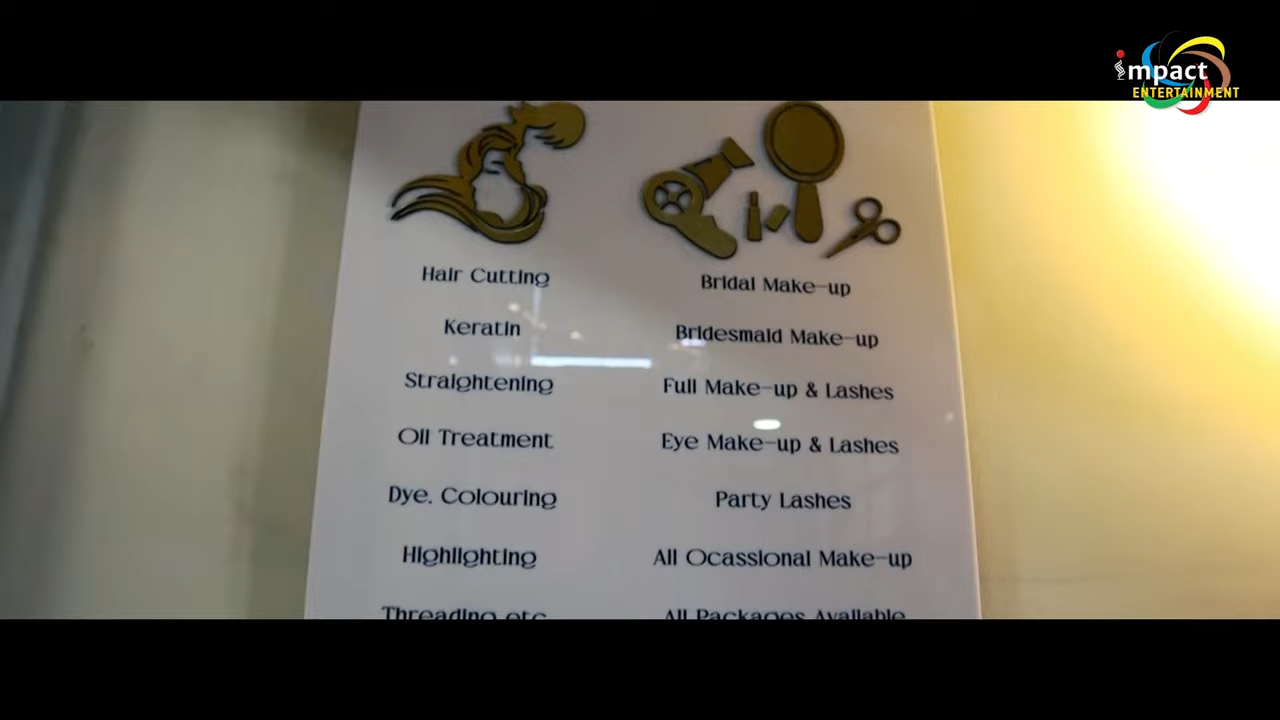 impact
ENTERTAINMENT
Hair Cutting
Keratin
Straightening
Oil Treatment
Dye. Colouring
Highlighting
Threading etc
Bridal Make-up
Bridesmaid Make-up
Full Make-up & Lashes
Eye Make-up & Lashes
Party Lashes
All Ocassional Make-up
All Packages Available